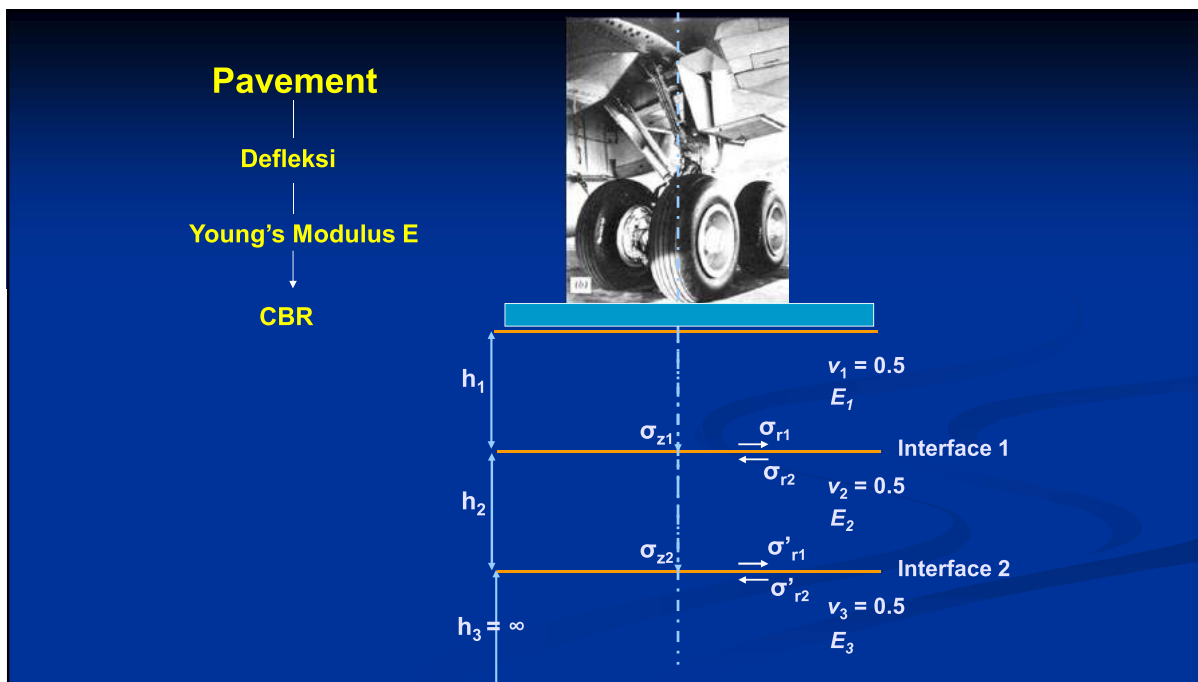 Pavement
Defleksi
Young’s Modulus E
CBR
(b)
h₁
v₁ = 0.5
E₁
σz1
σr1
Interface 1
σr2
h₂
v₂ = 0.5
E₂
σz2
σ’r1
Interface 2
σ’r2
h₃ = ∞
v₃ = 0.5
E₃